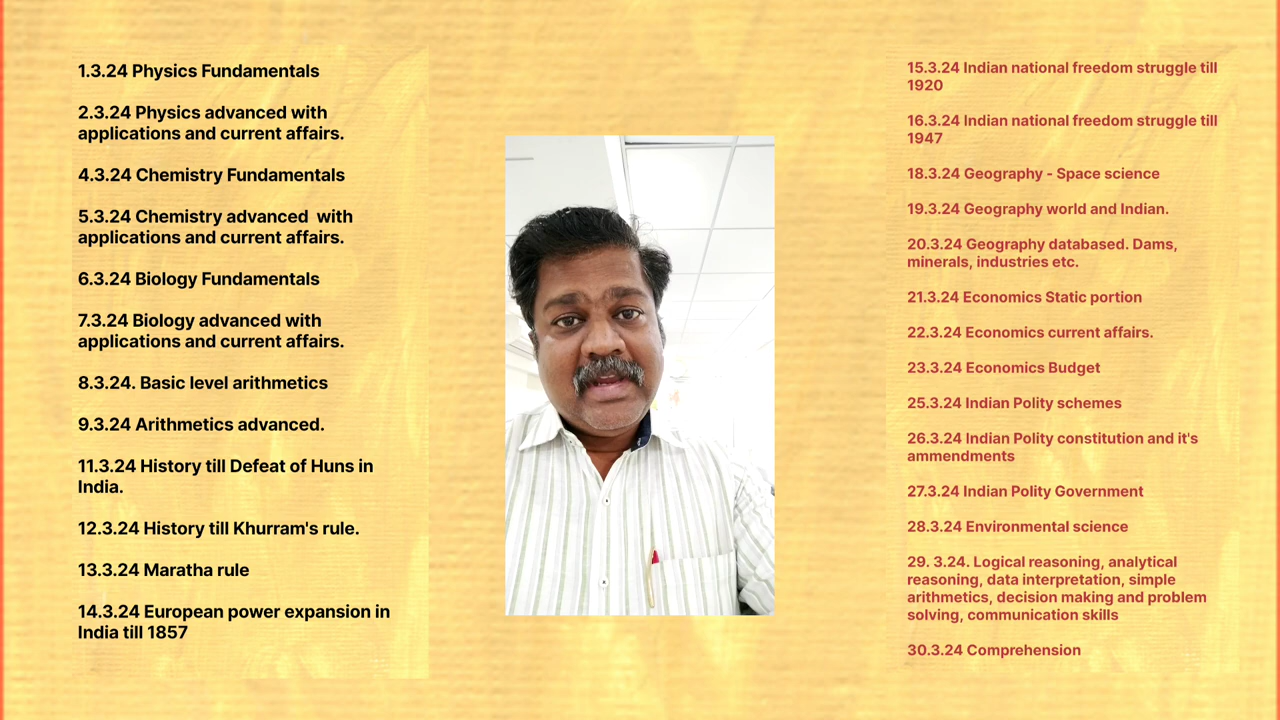 1.3.24 Physics Fundamentals
2.3.24 Physics advanced with
applications and current affairs.
4.3.24 Chemistry Fundamentals
5.3.24 Chemistry advanced  with
applications and current affairs.
6.3.24 Biology Fundamentals
7.3.24 Biology advanced with
applications and current affairs.
8.3.24. Basic level arithmetics
9.3.24 Arithmetics advanced.
11.3.24 History till Defeat of Huns in
India.
12.3.24 History till Khurram's rule.
13.3.24 Maratha rule
14.3.24 European power expansion in
India till 1857
15.3.24 Indian national freedom struggle till
1920
16.3.24 Indian national freedom struggle till
1947
18.3.24 Geography - Space science
19.3.24 Geography world and Indian.
20.3.24 Geography databased. Dams,
minerals, industries etc.
21.3.24 Economics Static portion
22.3.24 Economics current affairs.
23.3.24 Economics Budget
25.3.24 Indian Polity schemes
26.3.24 Indian Polity constitution and it's
ammendments
27.3.24 Indian Polity Government
28.3.24 Environmental science
29. 3.24. Logical reasoning, analytical
reasoning, data interpretation, simple
arithmetics, decision making and problem
solving, communication skills
30.3.24 Comprehension